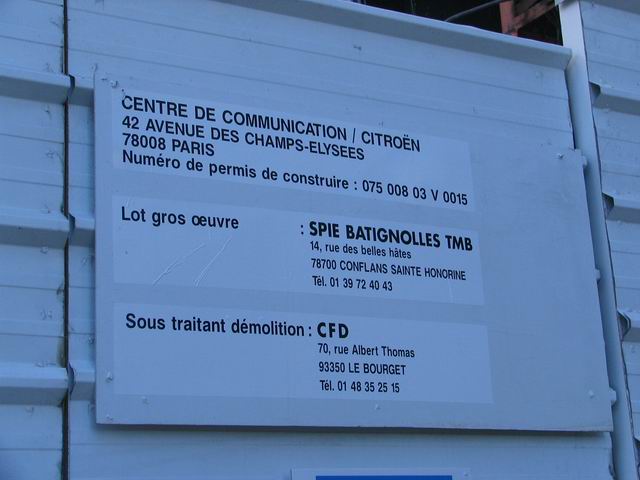 CENTRE DE COMMUNICATION / CITROËN
42 AVENUE DES CHAMPS-ELYSEES
78008 PARIS
Numéro de permis de construire : 075 008 03 V 0015
Lot gros œuvre : SPIE BATIGNOLLES TMB
14, rue des belles hâtes
78700 CONFLANS SAINTE HONORINE
Tél. 01 39 72 40 43
Sous traitant démolition : CFD
70, rue Albert Thomas
93350 LE BOURGET
Tél. 01 48 35 25 15